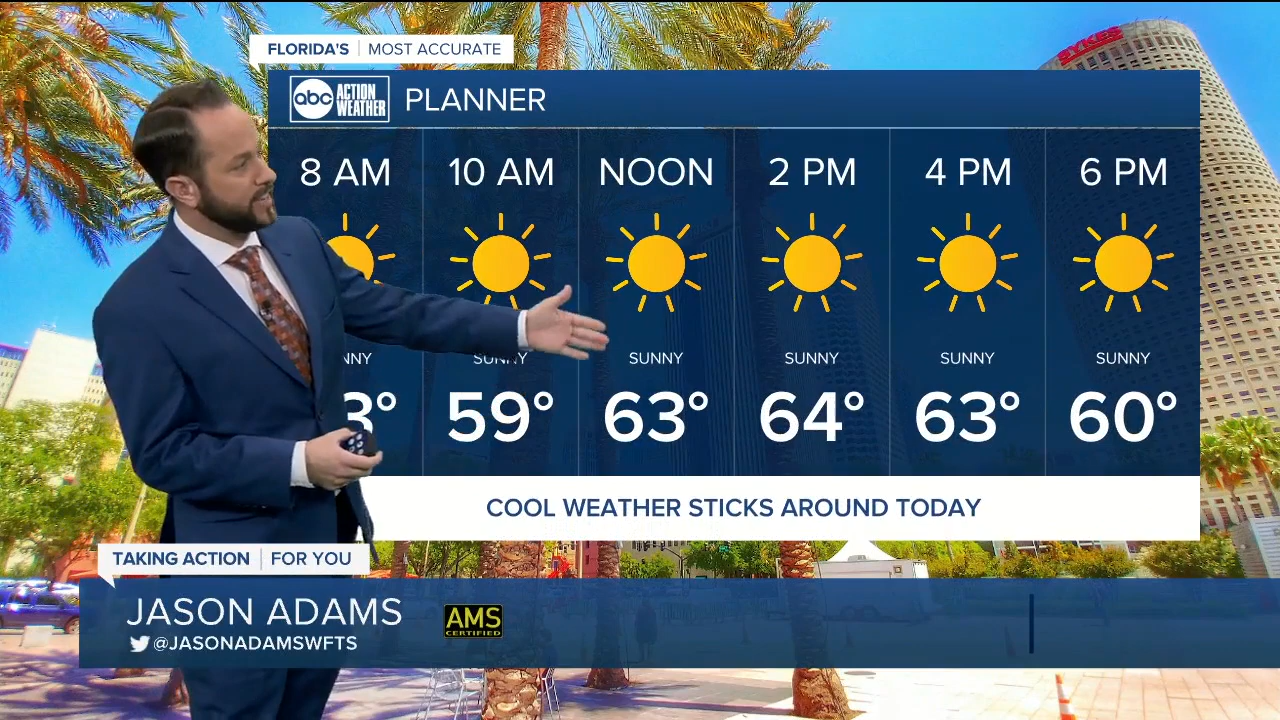 FLORIDA'S MOST ACCURATE
abc ACTION WEATHER PLANNER
8 AM 10 AM NOON 2 PM 4 PM 6 PM
SUNNY SUNNY SUNNY SUNNY SUNNY
59° 63° 64° 63° 60°
COOL WEATHER STICKS AROUND TODAY
TAKING ACTION FOR YOU
JASON ADAMS
AMS
CERTIFIED
@JASONADAMSWFTS
SYKES